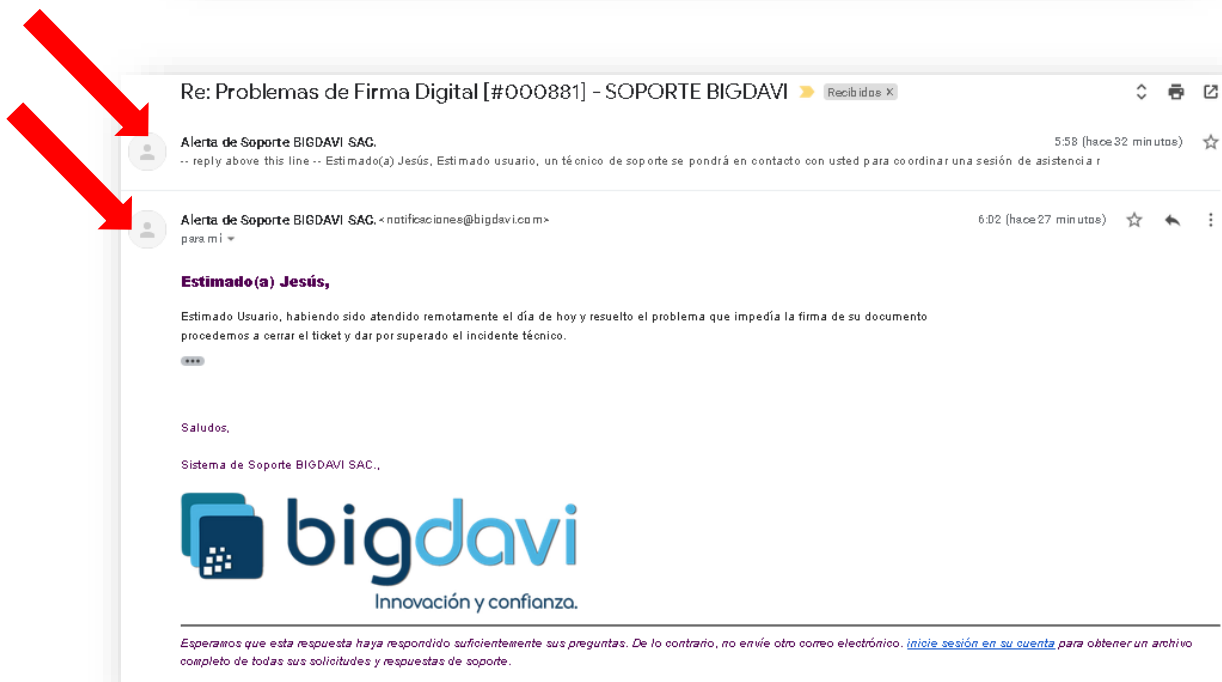 Re: Problemas de Firma Digital [#000881] - SOPORTE BIGDAVI Recibidos x
Alerta de Soporte BIGDAVI SAC. 5:58 (hace 32 minutos)
-- reply above this line -- Estimado(a) Jesús, Estimado usuario, un técnico de soporte se pondrá en contacto con usted para coordinar una sesión de asistencia r
Alerta de Soporte BIGDAVI SAC. <notificaciones@bigdavi.com> 6:02 (hace 27 minutos)
para mí
Estimado(a) Jesús,
Estimado Usuario, habiendo sido atendido remotamente el día de hoy y resuelto el problema que impedía la firma de su documento
procedemos a cerrar el ticket y dar por superado el incidente técnico.
Saludos,
Sistema de Soporte BIGDAVI SAC.,
bigdavi
Innovación y confianza.
Esperamos que esta respuesta haya respondido suficientemente sus preguntas. De lo contrario, no envíe otro correo electrónico. inicie sesión en su cuenta para obtener un archivo
completo de todas sus solicitudes y respuestas de soporte.